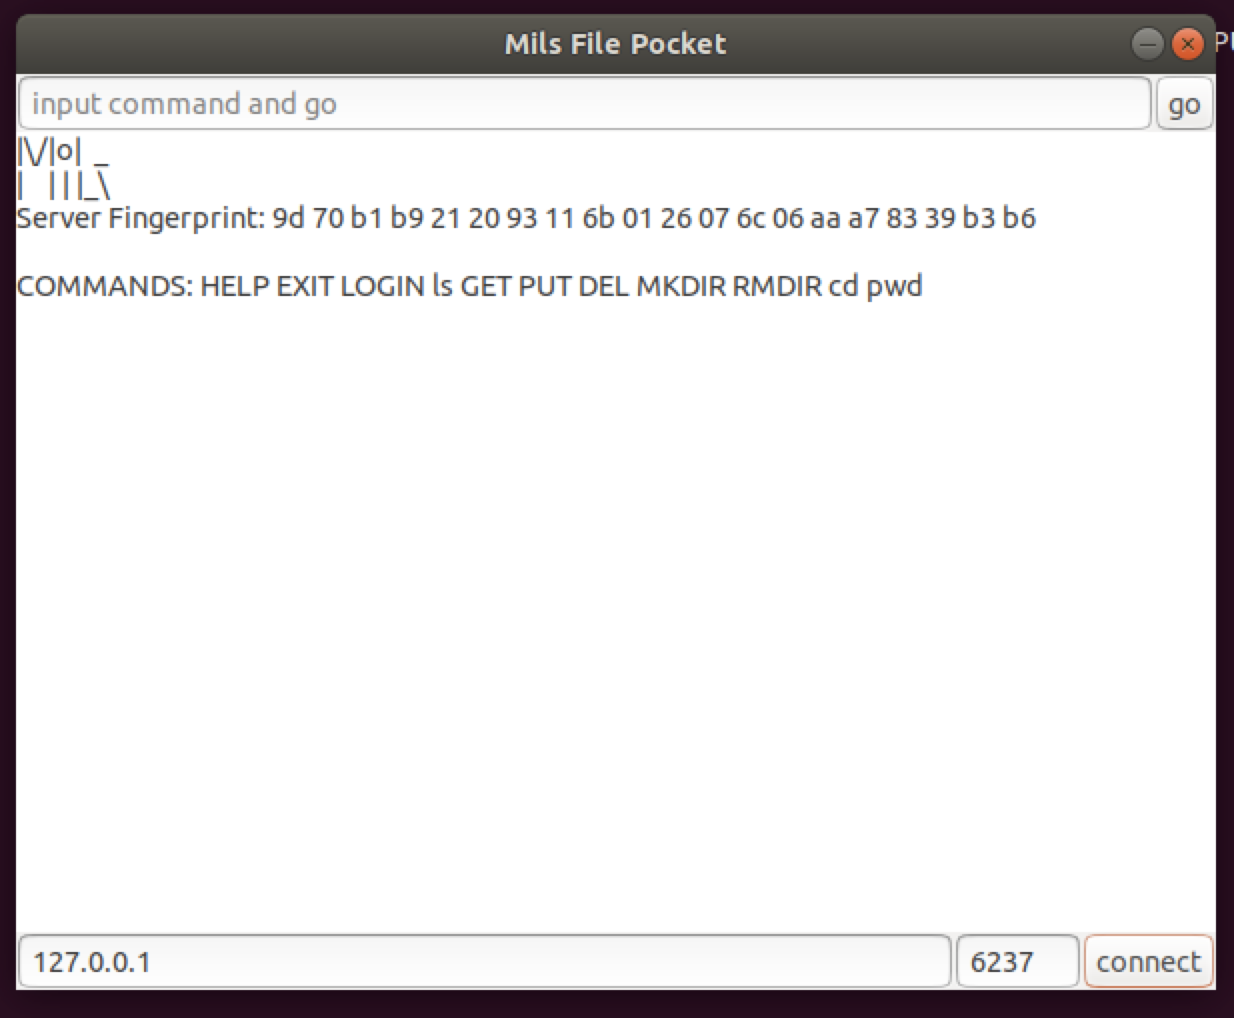 Mils File Pocket
input command and go
go
|\/|o| _
| |||_\
Server Fingerprint: 9d 70 b1 b9 21 20 93 11 6b 01 26 07 6c 06 aa a7 83 39 b3 b6
COMMANDS: HELP EXIT LOGIN ls GET PUT DEL MKDIR RMDIR cd pwd
127.0.0.1
6237
connect